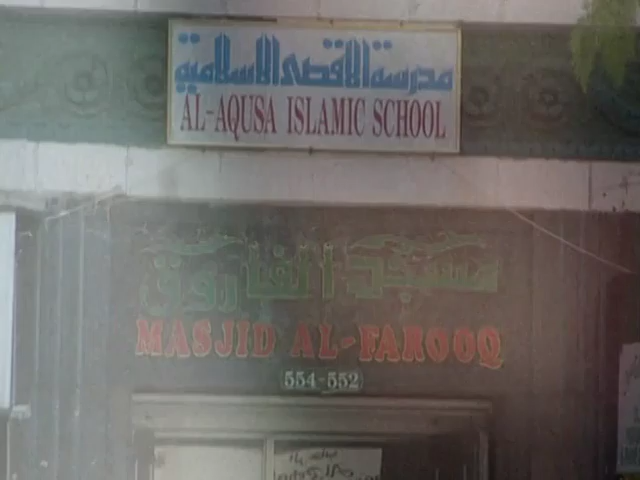 مدرسة الاقصى الاسلامية
AL-AQUSA ISLAMIC SCHOOL
مسجد الفاروق
MASJID AL-FAROOQ
554-552